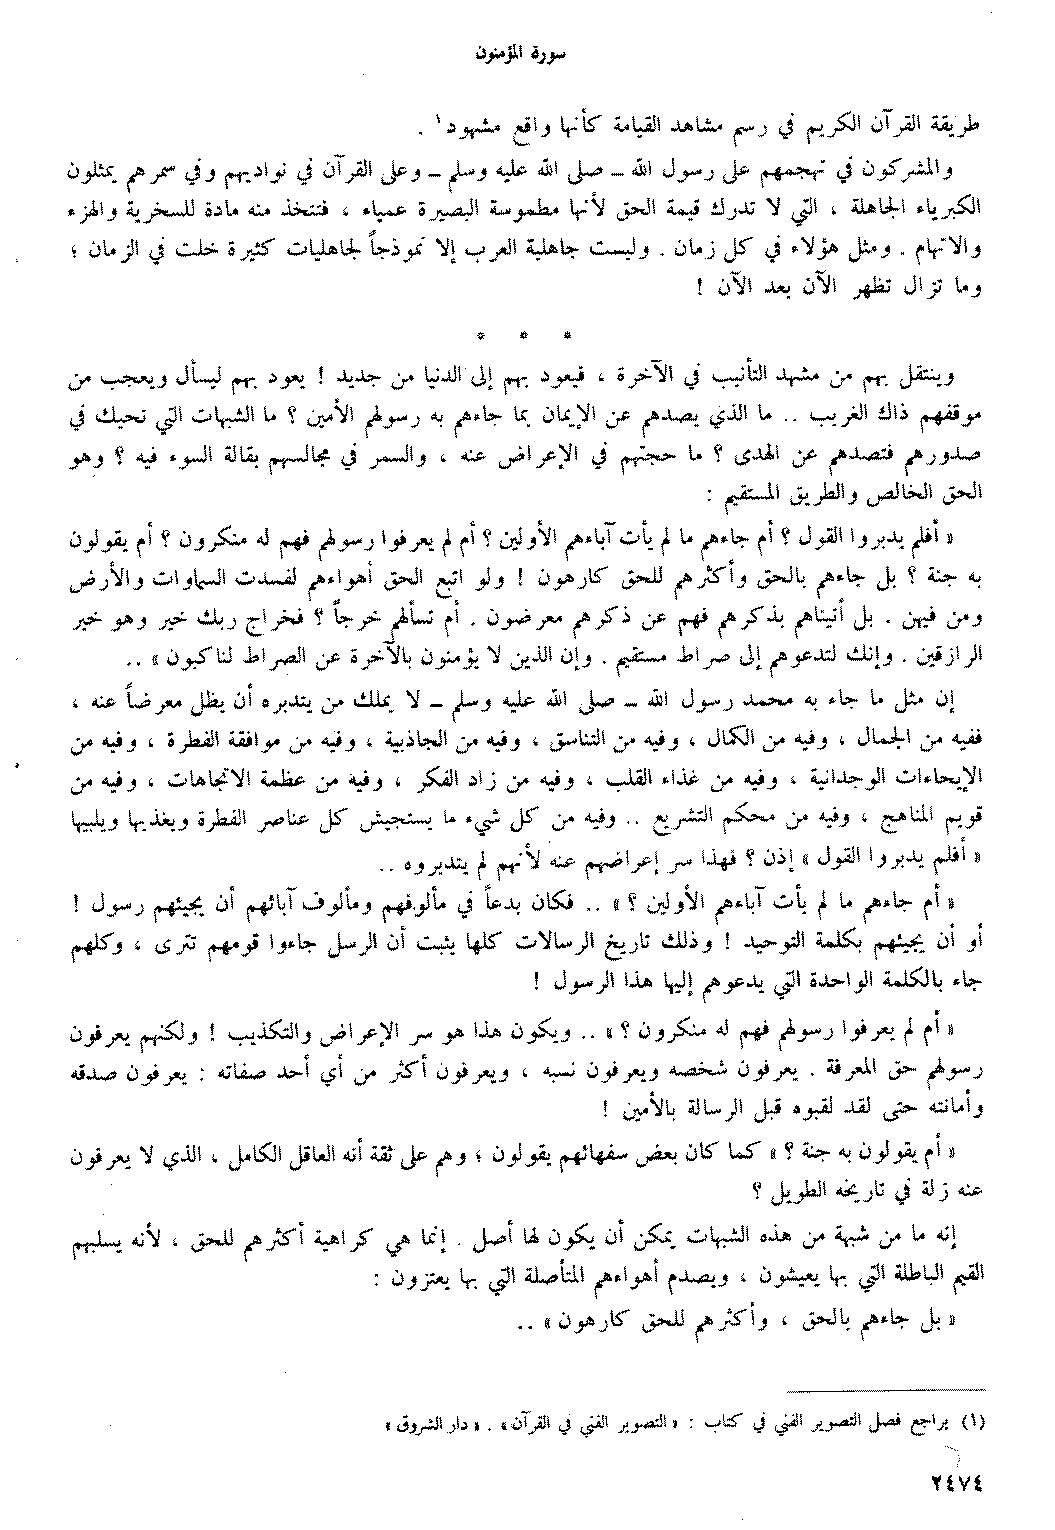 سورة المؤمنون
طريقة القرآن الكريم في رسم مشاهد القيامة كأنها واقع مشهود¹ .
والمشركون في تهجمهم على رسول الله – صلى الله عليه وسلم – وعلى القرآن في نواديهم وفي سمرهم يمثلون
الكبرياء الجاهلة ، التي لا تدرك قيمة الحق لأنها مطموسة البصيرة عمياء ، فتتخذ منه مادة للسخرية والهزء
والاتهام . ومثل هؤلاء في كل زمان . وليست جاهلية العرب إلا نموذجاً لجاهليات كثيرة خلت في الزمان ؛
وما تزال تظهر الآن بعد الآن !
* * *
وينتقل بهم من مشهد التأنيب في الآخرة ، فيعود بهم إلى الدنيا من جديد ! يعود بهم ليسأل ويعجب من
موقفهم ذاك الغريب .. ما الذي يصدهم عن الإيمان بما جاءهم به رسولهم الأمين ؟ ما الشبهات التي تحيك في
صدورهم فتصدهم عن الهدى ؟ ما حجتهم في الإعراض عنه ، والسمر في مجالسهم بقالة السوء فيه ؟ وهو
الحق الخالص والطريق المستقيم :
« أفلم يدبروا القول ؟ أم جاءهم ما لم يأت آباءهم الأولين ؟ أم لم يعرفوا رسولهم فهم له منكرون ؟ أم يقولون
به جنة ؟ بل جاءهم بالحق وأكثرهم للحق كارهون ! ولو اتبع الحق أهواءهم لفسدت السماوات والأرض
ومن فيهن . بل أتيناهم بذكرهم فهم عن ذكرهم معرضون . أم تسألهم خرجاً ؟ فخراج ربك خير وهو خير
الرازقين . وإنك لتدعوهم إلى صراط مستقيم . وإن الذين لا يؤمنون بالآخرة عن الصراط لناكبون » ..
إن مثل ما جاء به محمد رسول الله – صلى الله عليه وسلم – لا يملك من يتدبره أن يظل معرضاً عنه ،
ففيه من الجمال ، وفيه من الكمال ، وفيه من التناسق ، وفيه من الجاذبية ، وفيه من موافقة الفطرة ، وفيه من
الإيحاءات الوجدانية ، وفيه من غذاء القلب ، وفيه من زاد الفكر ، وفيه من عظمة الاتجاهات ، وفيه من
قويم المناهج ، وفيه من محكم التشريع .. وفيه من كل شيء ما يستجيش كل عناصر الفطرة ويغذيها ويلبيها
« أفلم يدبروا القول » إذن ؟ فهذا سر إعراضهم عنه لأنهم لم يتدبروه ..
« أم جاءهم ما لم يأت آباءهم الأولين ؟ » .. فكان بدعاً في مألوفهم ومألوف آبائهم أن يجيئهم رسول !
أو أن يجيئهم بكلمة التوحيد ! وذلك تاريخ الرسالات كلها يثبت أن الرسل جاءوا قومهم تترى ، وكلهم
جاء بالكلمة الواحدة التي يدعوهم إليها هذا الرسول !
« أم لم يعرفوا رسولهم فهم له منكرون ؟ » .. ويكون هذا هو سر الإعراض والتكذيب ! ولكنهم يعرفون
رسولهم حق المعرفة . يعرفون شخصه ويعرفون نسبه ، ويعرفون أكثر من أي أحد صفاته : يعرفون صدقه
وأمانته حتى لقد لقبوه قبل الرسالة بالأمين !
« أم يقولون به جنة ؟ » كما كان بعض سفهائهم يقولون ؛ وهم على ثقة أنه العاقل الكامل ، الذي لا يعرفون
عنه زلة في تاريخه الطويل ؟
إنه ما من شبهة من هذه الشبهات يمكن أن يكون لها أصل . إنما هي كراهية أكثرهم للحق ، لأنه يسلبهم
القيم الباطلة التي بها يعيشون ، ويصدم أهواءهم المتأصلة التي بها يعتزون :
« بل جاءهم بالحق ، وأكثرهم للحق كارهون » ..
(١) يراجع فصل التصوير الفني في كتاب : « التصوير الفني في القرآن » . « دار الشروق »
٢٤٧٤